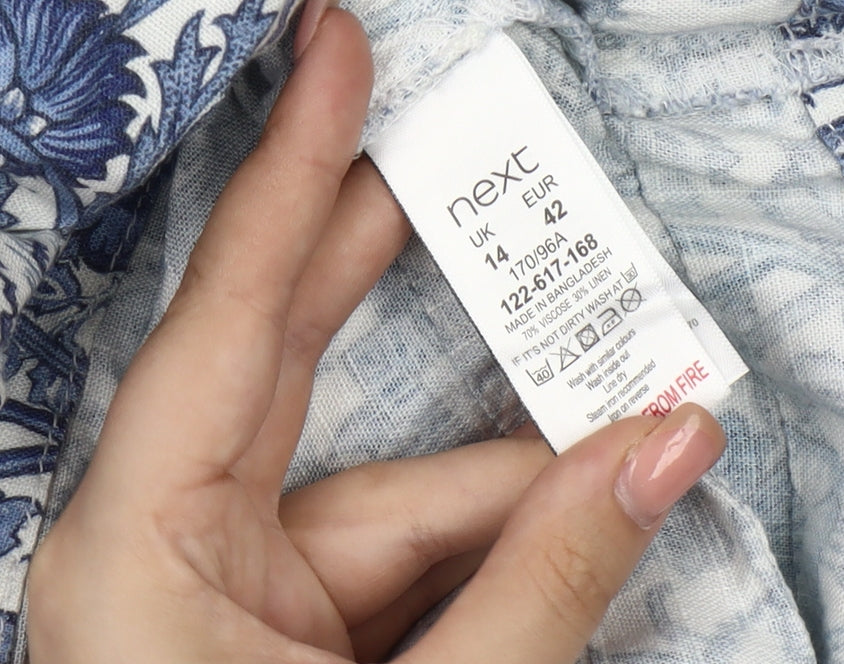 next
UK EUR
14 42
170/96A
122-617-168
MADE IN BANGLADESH
70% VISCOSE 30% LINEN
IF IT'S NOT DIRTY WASH AT 30
40
Wash with similar colours
Wash inside out
Line dry
Steam iron recommended
Iron on reverse
FROM FIRE